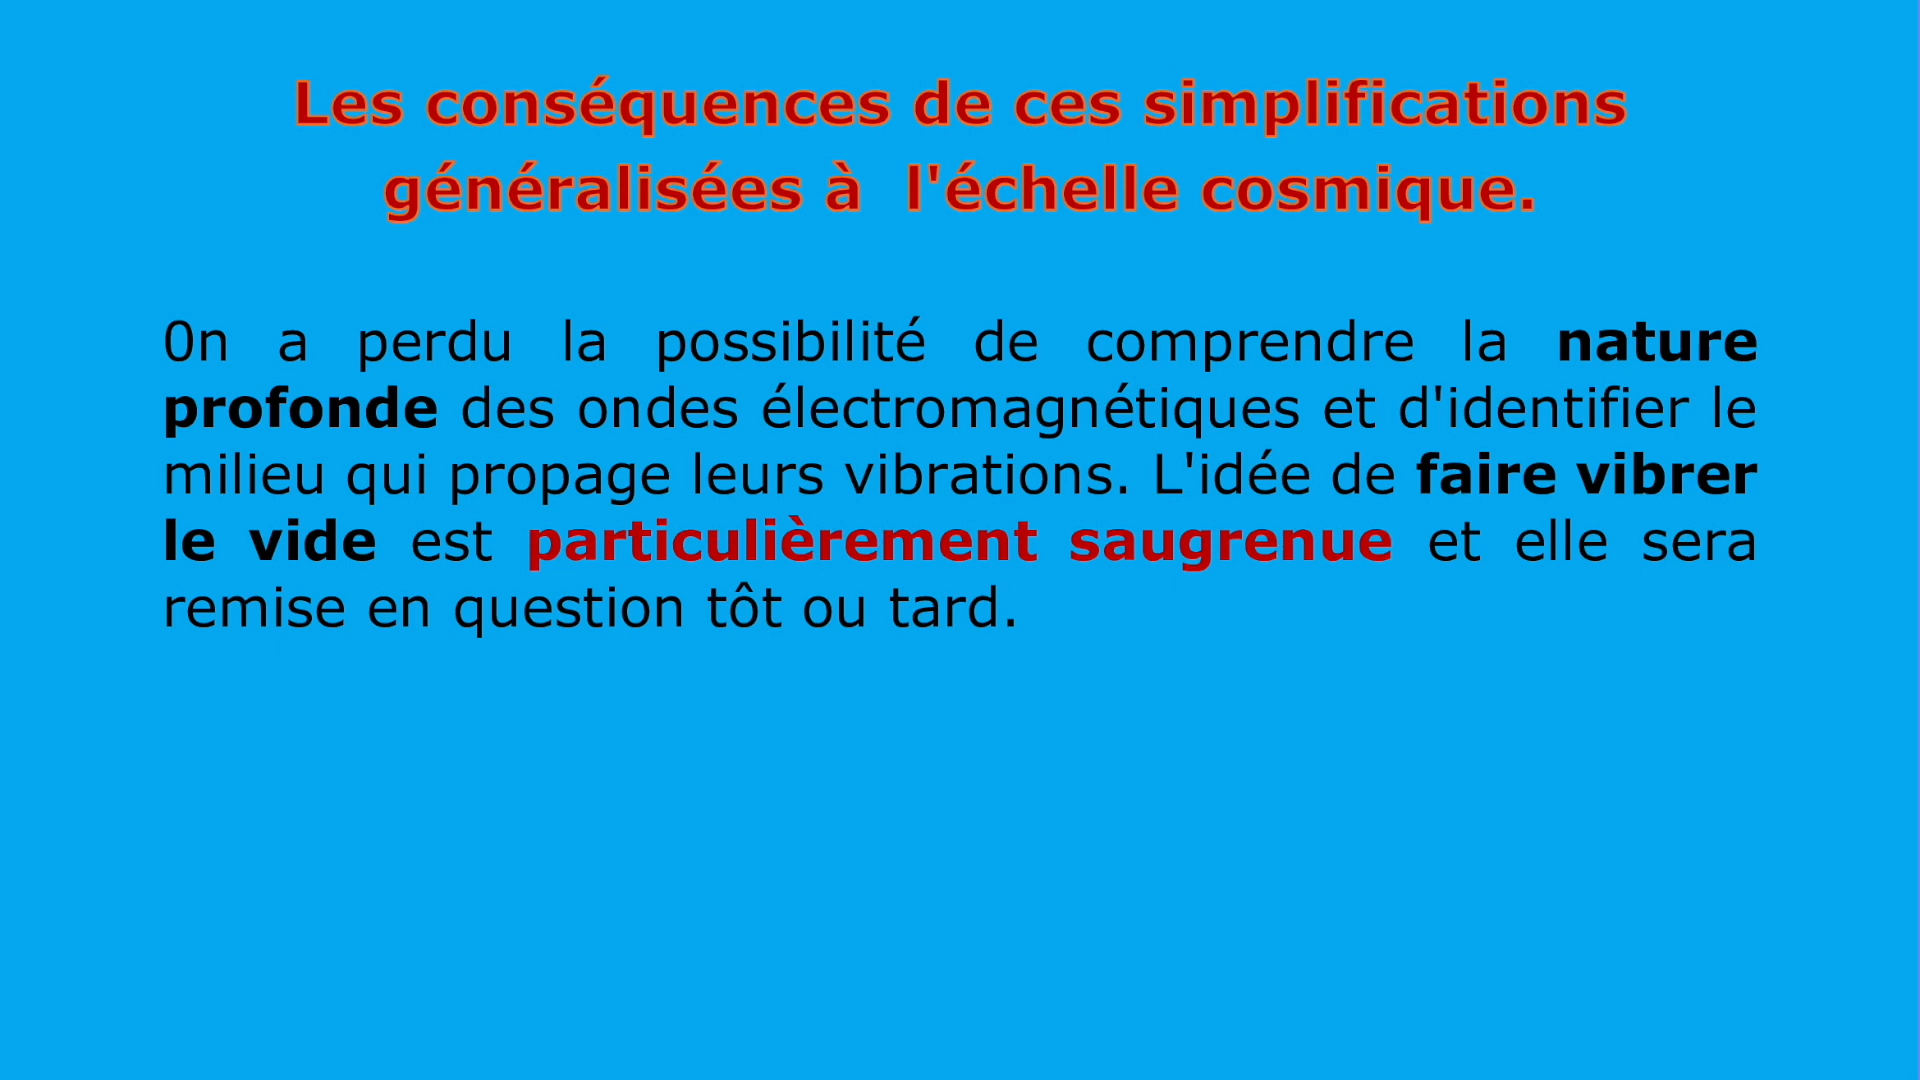 Les conséquences de ces simplifications
généralisées à  l'échelle cosmique.
0n a perdu la possibilité de comprendre la nature
profonde des ondes électromagnétiques et d'identifier le
milieu qui propage leurs vibrations. L'idée de faire vibrer
le vide est particulièrement saugrenue et elle sera
remise en question tôt ou tard.